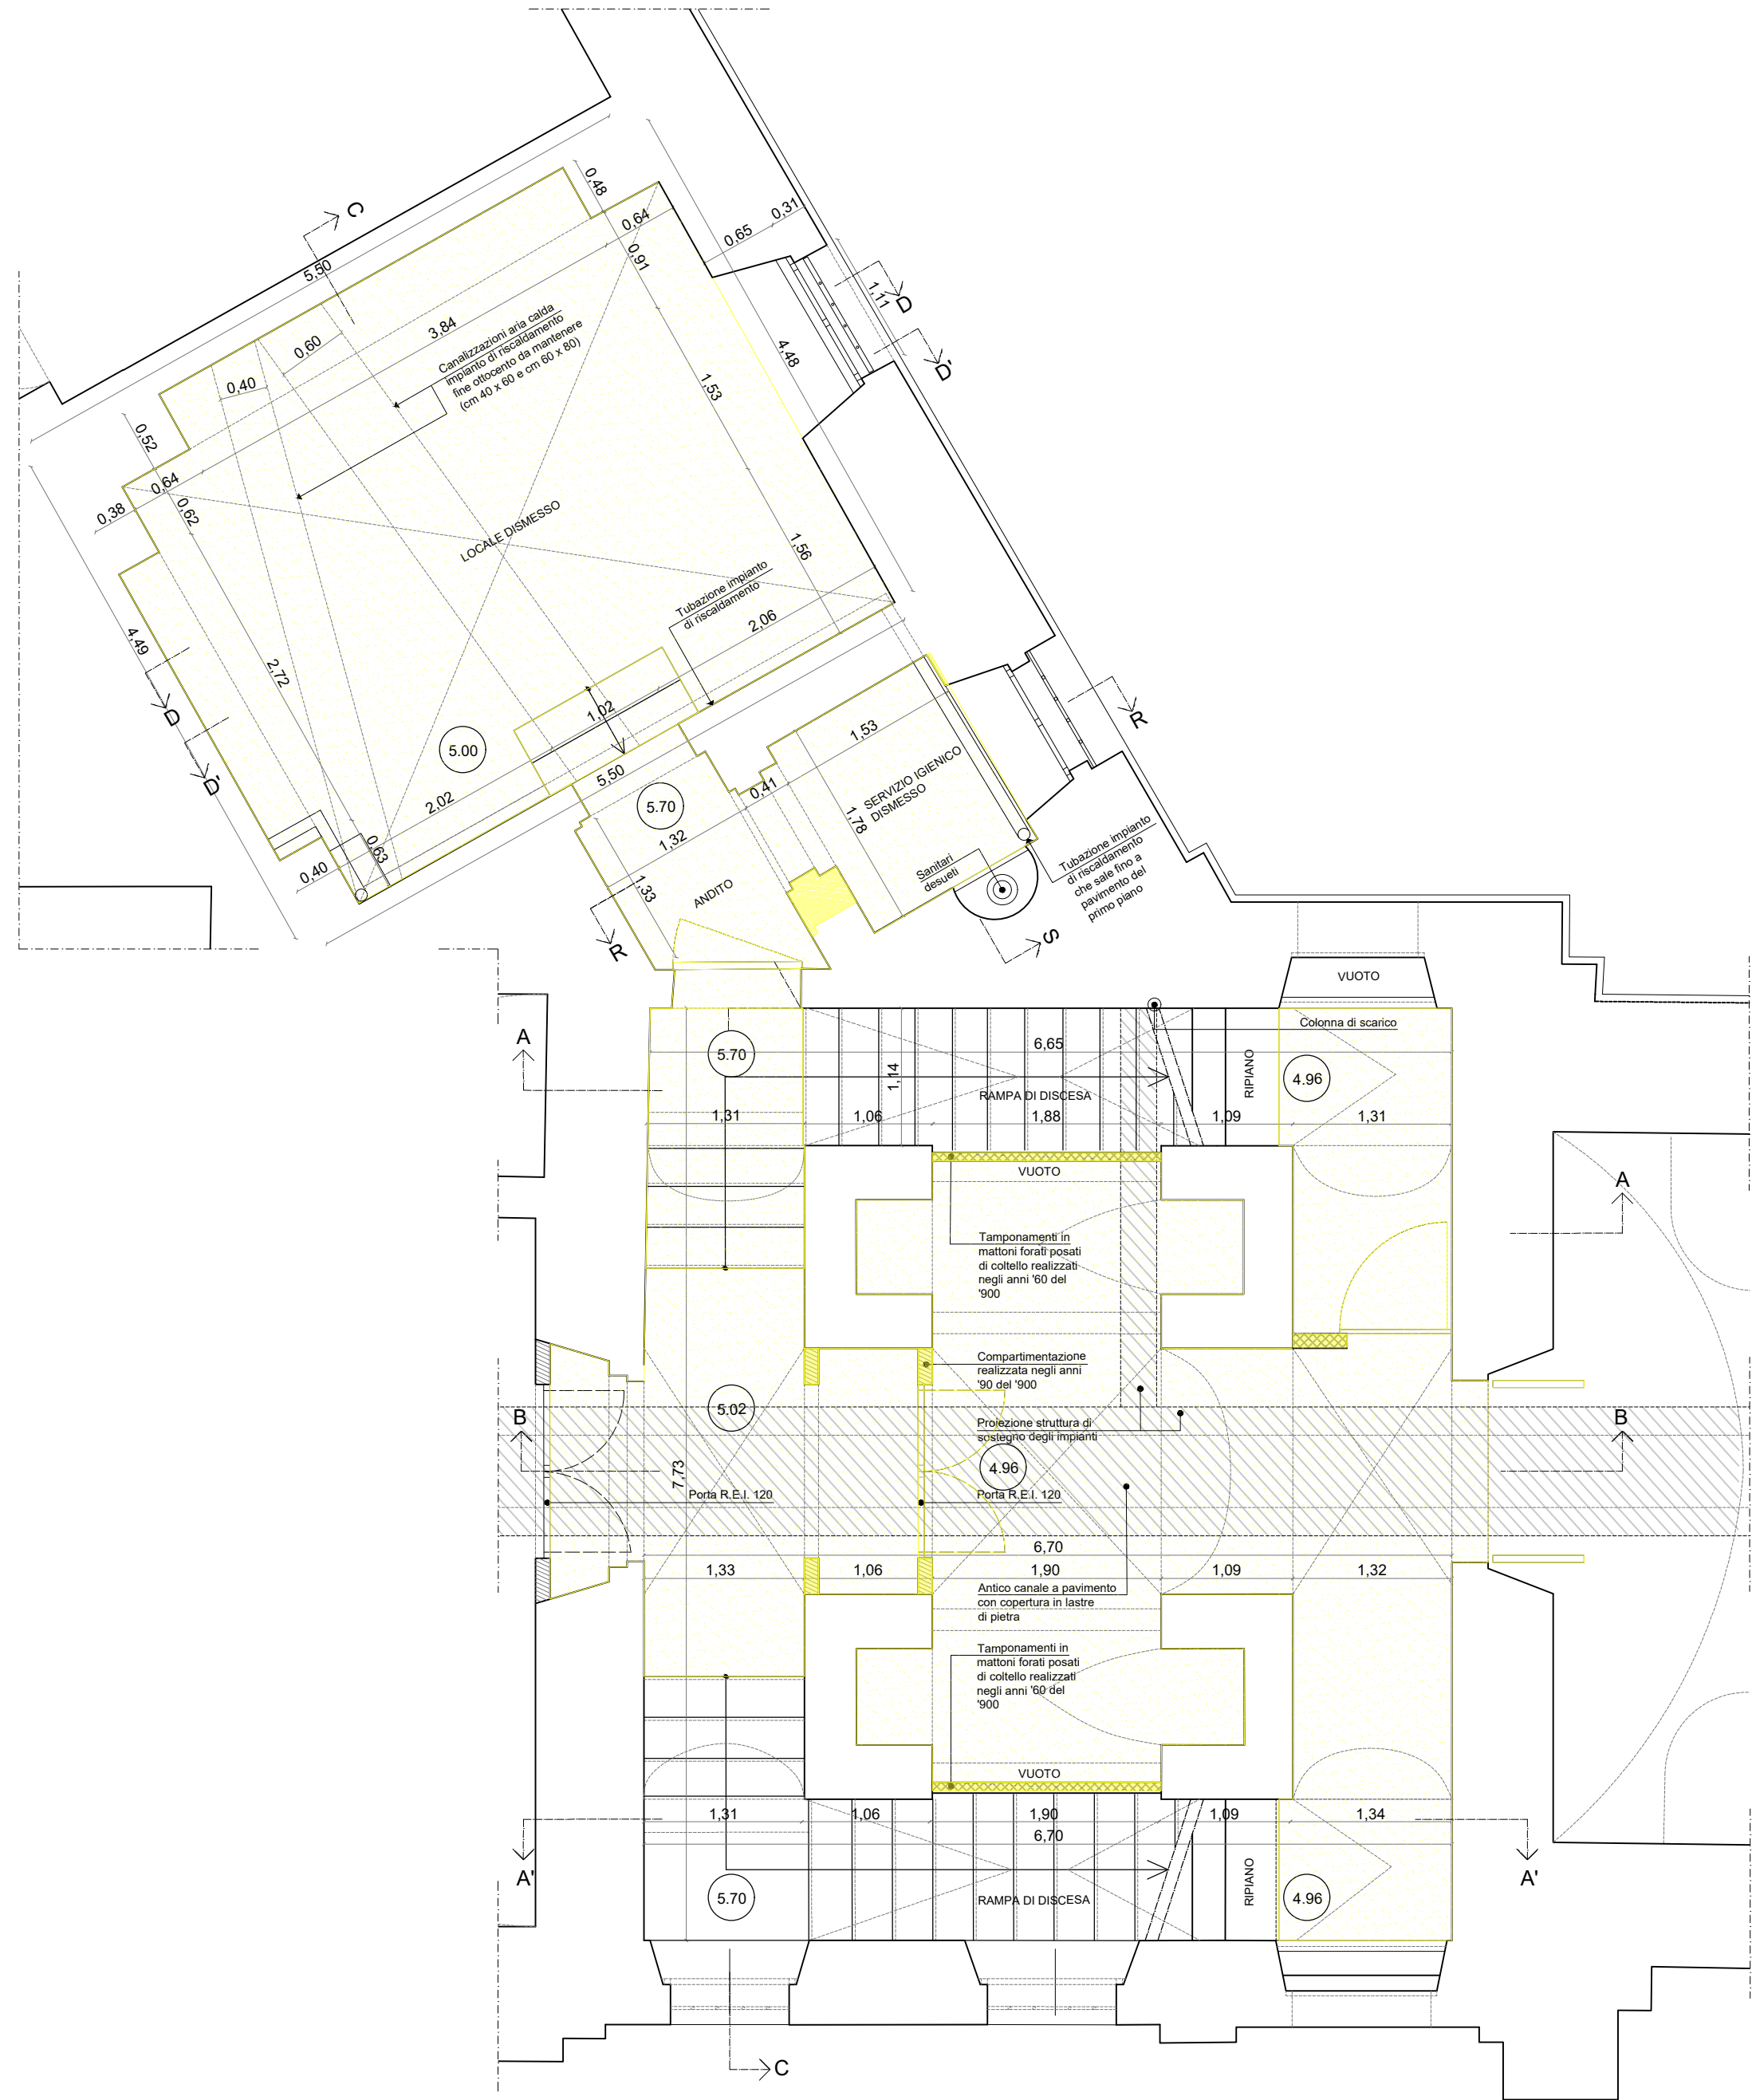 C
0,48
0,64
0,31
0,65
0,91
5,50
D
1,11
D'
3,84
0,60
0,40
Canalizzazioni aria calda
impianto di riscaldamento
fine ottocento da mantenere
(cm 40 x 60 e cm 60 x 80)
4,48
1,53
0,52
0,64
0,38
0,62
LOCALE DISMESSO
1,56
Tubazione impianto
di riscaldamento
2,06
4,49
2,72
D
D'
R
1,02
5.00
5,50
2,02
1,53
0,41
5.70
SERVIZIO IGIENICO
DISMESSO
1,78
1,32
0,63
0,40
1,33
ANDITO
Sanitari
desueti
Tubazione impianto
di riscaldamento
che sale fino a
pavimento del
primo piano
R
S
VUOTO
Colonna di scarico
A
5.70
6,65
1,14
RIPIANO
4.96
RAMPA DI DISCESA
1,31
1,06
1,88
1,09
1,31
VUOTO
A
Tamponamenti in
mattoni forati posati
di coltello realizzati
negli anni '60 del
'900
Compartimentazione
realizzata negli anni
'90 del '900
5.02
B
Proiezione struttura di
sostegno degli impianti
B
4.96
7,73
Porta R.E.I. 120
Porta R.E.I. 120
6,70
1,33
1,06
1,90
1,09
1,32
Antico canale a pavimento
con copertura in lastre
di pietra
Tamponamenti in
mattoni forati posati
di coltello realizzati
negli anni '60 del
'900
VUOTO
1,31
1,06
1,90
1,09
1,34
6,70
A'
A'
5.70
RAMPA DI DISCESA
RIPIANO
4.96
C